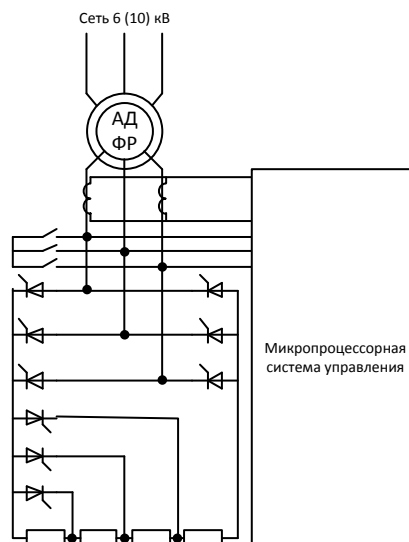 Сеть 6 (10) кВ
АД
ФР
Микропроцессорная
система управления